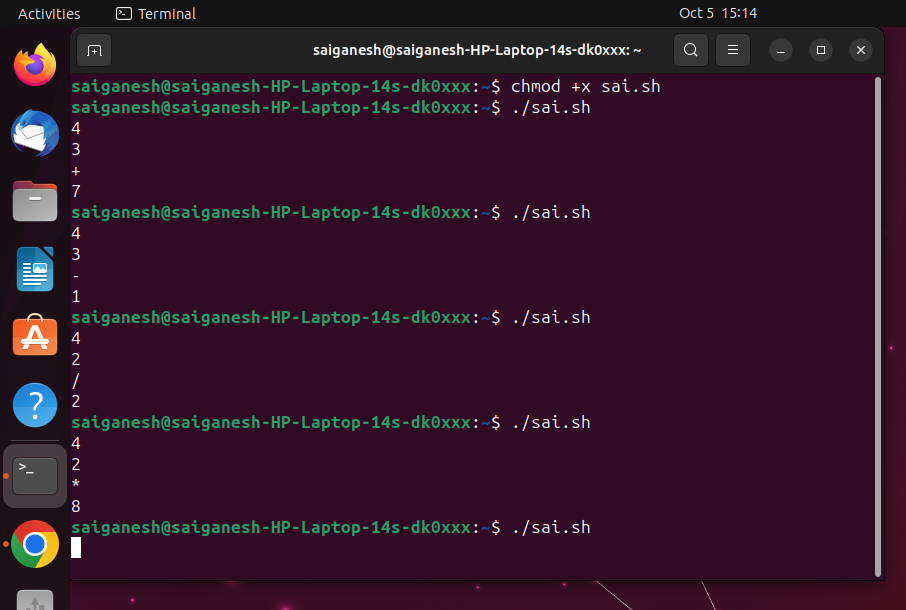 Activities Terminal Oct 5 15:14
saiganesh@saiganesh-HP-Laptop-14s-dk0xxx: ~
saiganesh@saiganesh-HP-Laptop-14s-dk0xxx:~$ chmod +x sai.sh
saiganesh@saiganesh-HP-Laptop-14s-dk0xxx:~$ ./sai.sh
4
3
+
7
saiganesh@saiganesh-HP-Laptop-14s-dk0xxx:~$ ./sai.sh
4
3
-
1
saiganesh@saiganesh-HP-Laptop-14s-dk0xxx:~$ ./sai.sh
4
2
/
2
saiganesh@saiganesh-HP-Laptop-14s-dk0xxx:~$ ./sai.sh
4
2
*
8
saiganesh@saiganesh-HP-Laptop-14s-dk0xxx:~$ ./sai.sh